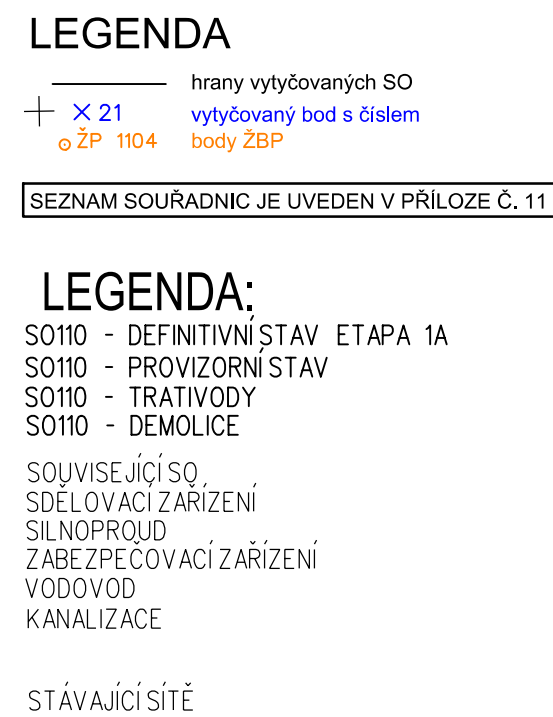 LEGENDA
hrany vytyčovaných SO
21 vytyčovaný bod s číslem
ŽP 1104 body ŽBP
SEZNAM SOUŘADNIC JE UVEDEN V PŘÍLOZE Č. 11
LEGENDA:
SO110 - DEFINITIVNÍ STAV ETAPA 1A
SO110 - PROVIZORNÍ STAV
SO110 - TRATIVODY
SO110 - DEMOLICE
SOUVISEJÍCÍ SO
SDĚLOVACÍ ZAŘÍZENÍ
SILNOPROUD
ZABEZPEČOVACÍ ZAŘÍZENÍ
VODOVOD
KANALIZACE
STÁVAJÍCÍ SÍTĚ